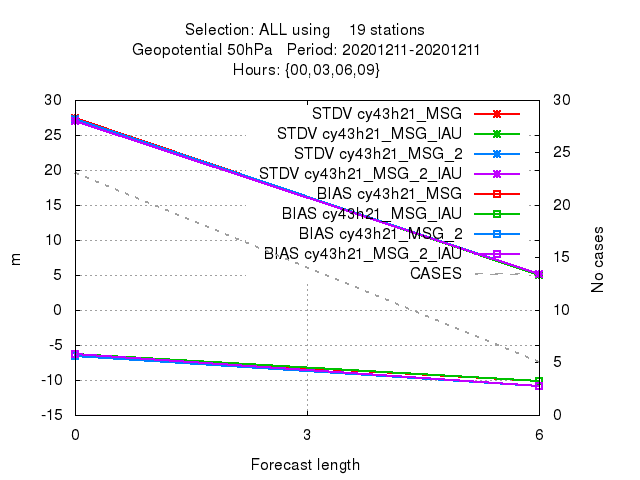 Selection: ALL using    19 stations
Geopotential 50hPa   Period: 20201211-20201211
Hours: {00,03,06,09}
30 STDV cy43h21_MSG 30
25 STDV cy43h21_MSG_IAU 25
STDV cy43h21_MSG_2
20 STDV cy43h21_MSG_2_IAU
15 BIAS cy43h21_MSG 20
10 BIAS cy43h21_MSG_IAU
BIAS cy43h21_MSG_2
m 5 BIAS cy43h21_MSG_2_IAU 15 No cases
CASES
0 10
-5 5
-10
-15 0
0 3 6
Forecast length